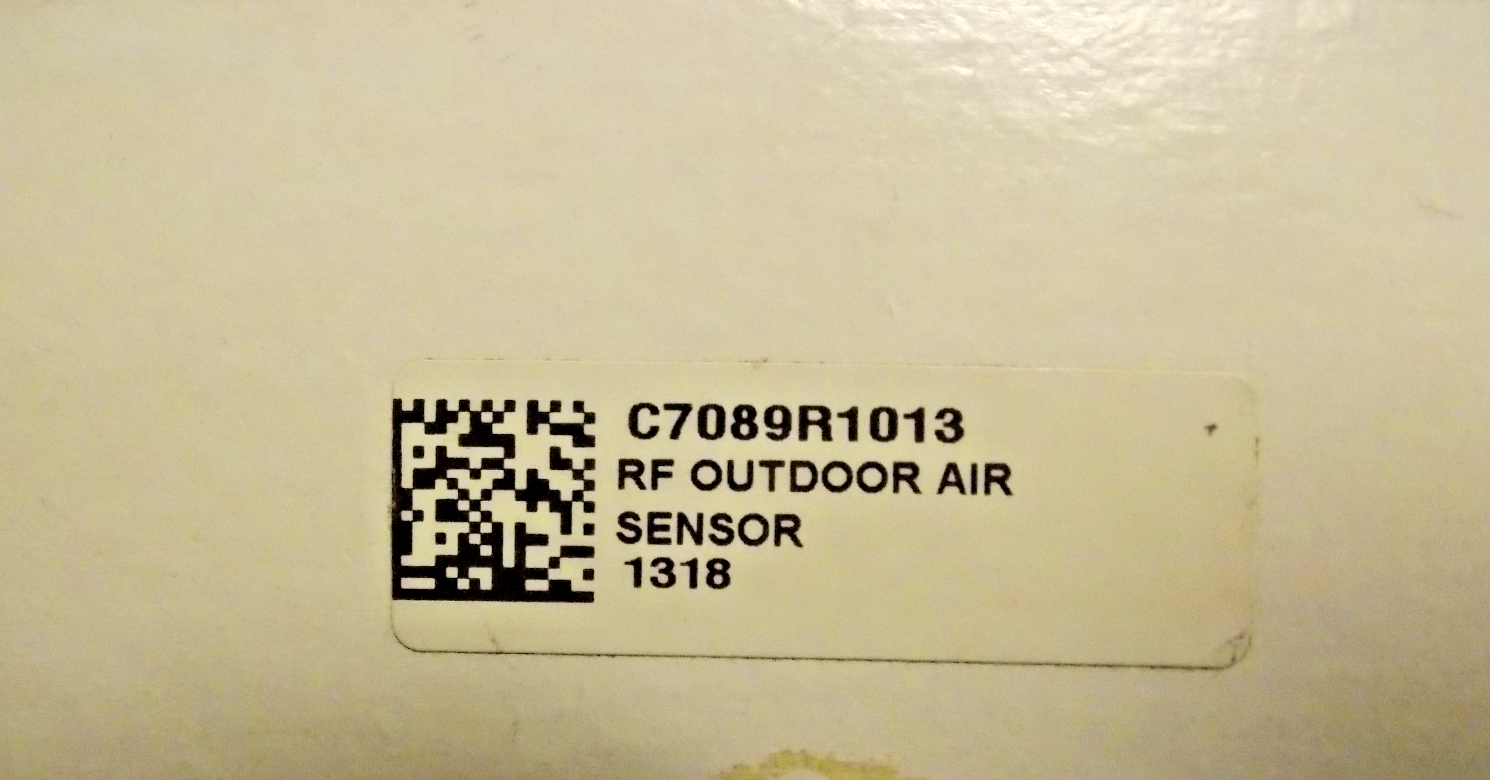 C7089R1013
RF OUTDOOR AIR
SENSOR
1318